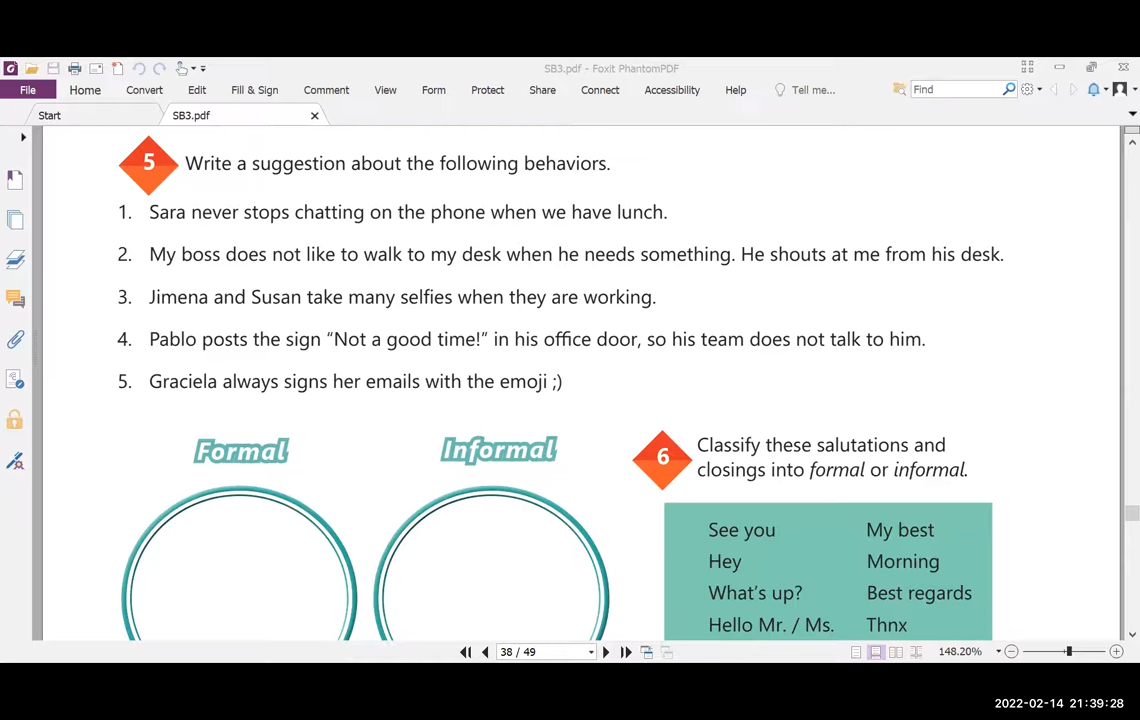 SB3.pdf - Foxit PhantomPDF
File Home Convert Edit Fill & Sign Comment View Form Protect Share Connect Accessibility Help Tell me... Find
Start SB3.pdf
5 Write a suggestion about the following behaviors.
1. Sara never stops chatting on the phone when we have lunch.
2. My boss does not like to walk to my desk when he needs something. He shouts at me from his desk.
3. Jimena and Susan take many selfies when they are working.
4. Pablo posts the sign “Not a good time!” in his office door, so his team does not talk to him.
5. Graciela always signs her emails with the emoji ;)
Formal Informal
6 Classify these salutations and
closings into formal or informal.
See you My best
Hey Morning
What's up? Best regards
Hello Mr. / Ms. Thnx
38 / 49 148.20%
2022-02-14 21:39:28